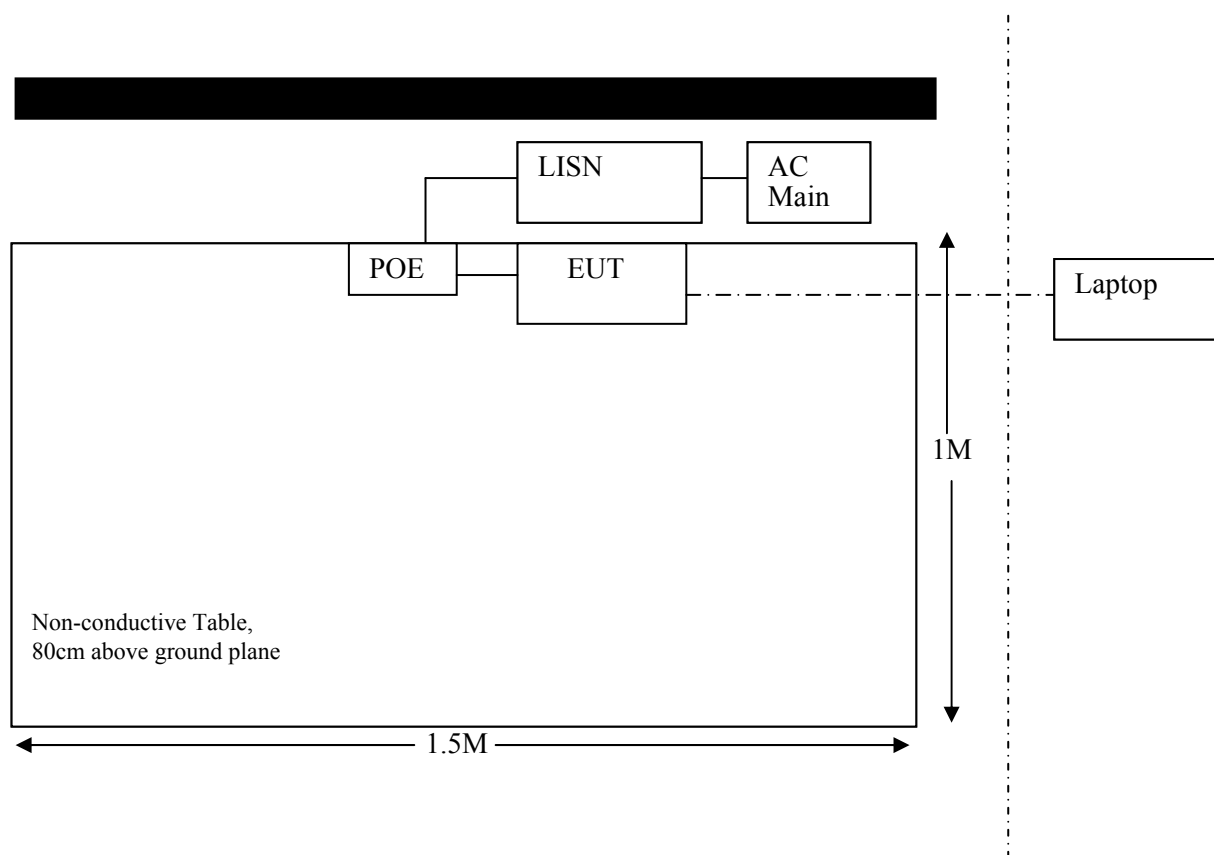 LISN
AC
Main
POE
EUT
Laptop
1M
Non-conductive Table,
80cm above ground plane
1.5M